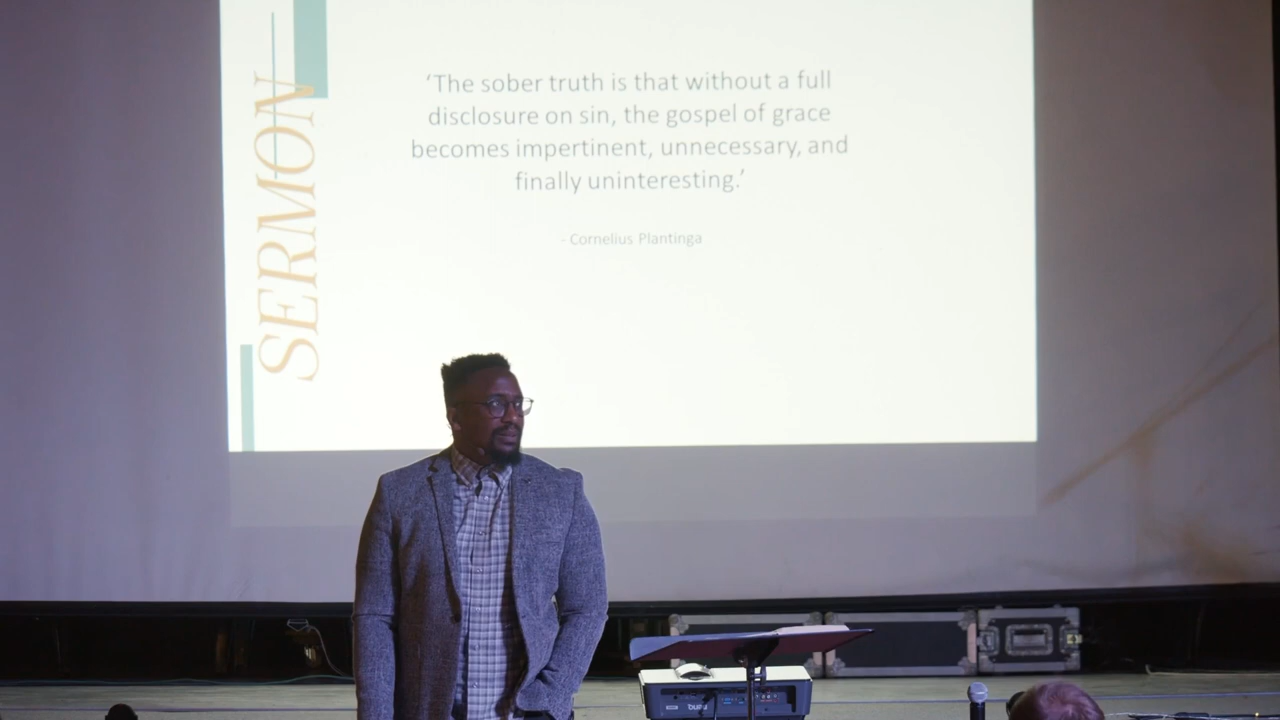 SERMON
‘The sober truth is that without a full
disclosure on sin, the gospel of grace
becomes impertinent, unnecessary, and
finally uninteresting.’
- Cornelius Plantinga
BenQ